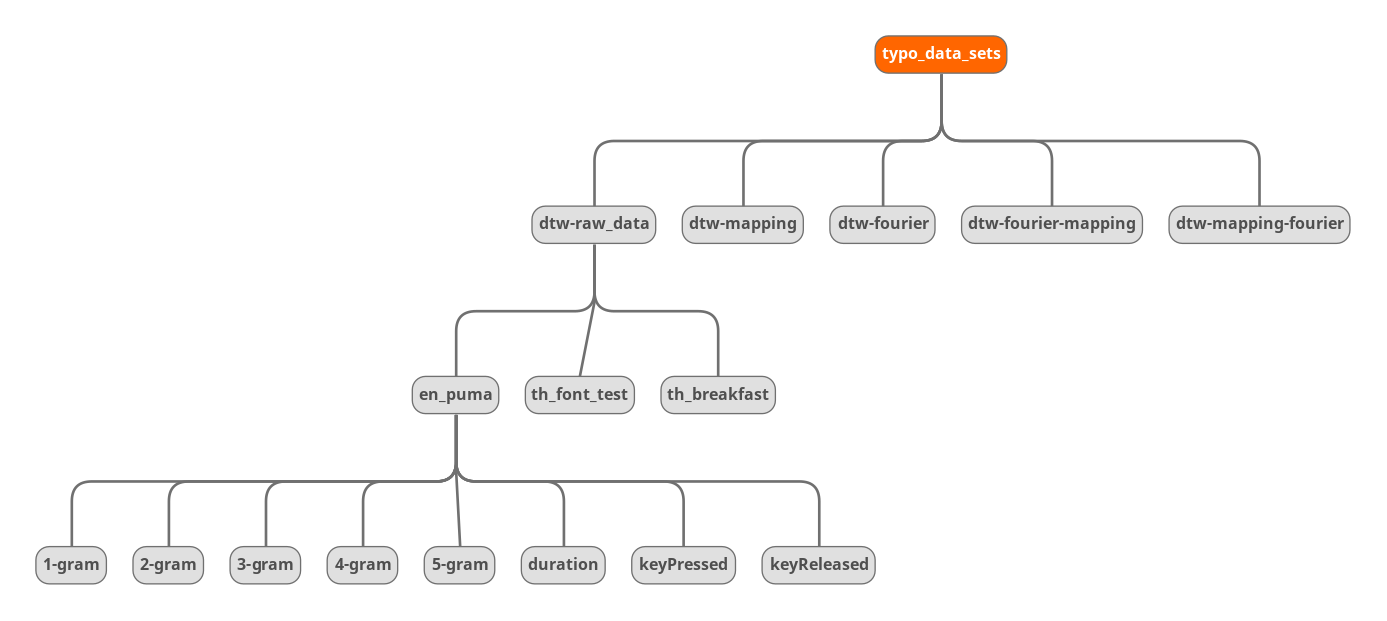 typo_data_sets
dtw-raw_data
dtw-mapping
dtw-fourier
dtw-fourier-mapping
dtw-mapping-fourier
en_puma
th_font_test
th_breakfast
1-gram
2-gram
3-gram
4-gram
5-gram
duration
keyPressed
keyReleased